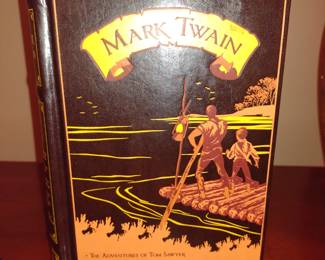 MARK TWAIN
• THE ADVENTURES OF TOM SAWYER